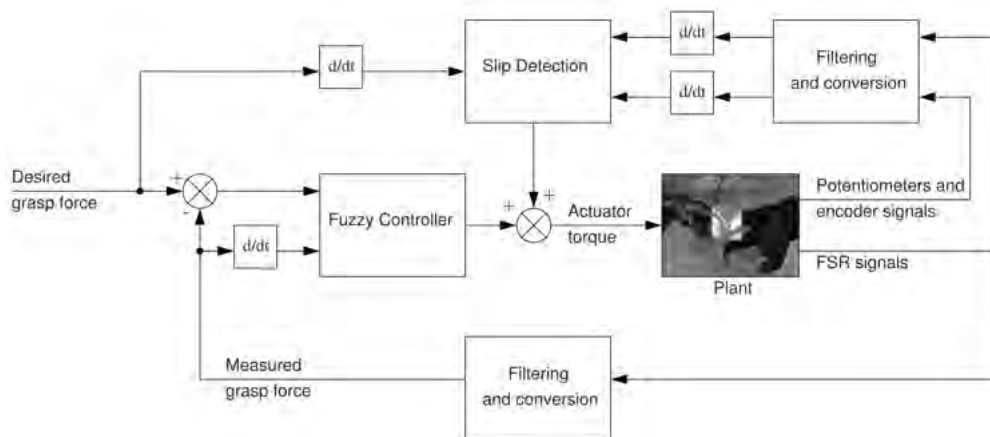 d/dt
Slip Detection
d/dt
d/dt
Filtering
and conversion
Desired
grasp force
+
-
d/dt
Fuzzy Controller
+
+
Actuator
torque
Plant
Potentiometers and
encoder signals
FSR signals
Measured
grasp force
Filtering
and conversion